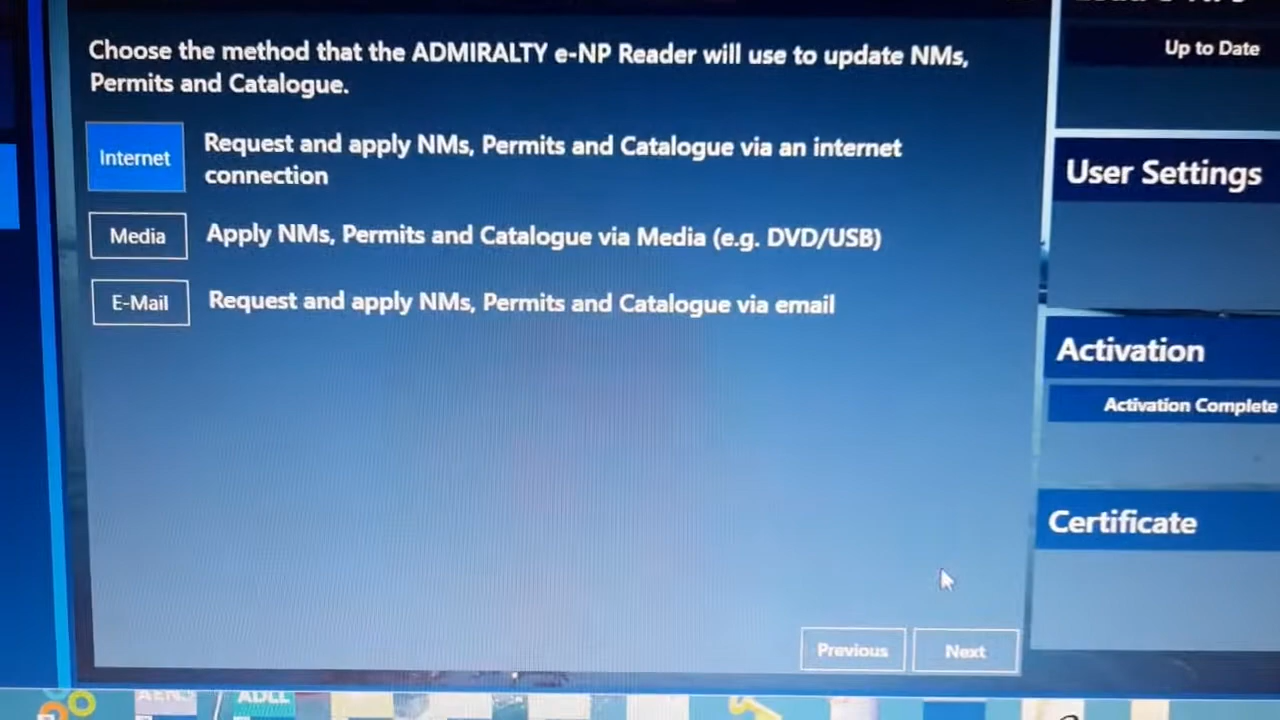 Choose the method that the ADMIRALTY e-NP Reader will use to update NMs,
Permits and Catalogue.
Internet
Request and apply NMs, Permits and Catalogue via an internet
connection
Media
Apply NMs, Permits and Catalogue via Media (e.g. DVD/USB)
E-Mail
Request and apply NMs, Permits and Catalogue via email
Previous
Next
Up to Date
User Settings
Activation
Activation Complete
Certificate
ADLL